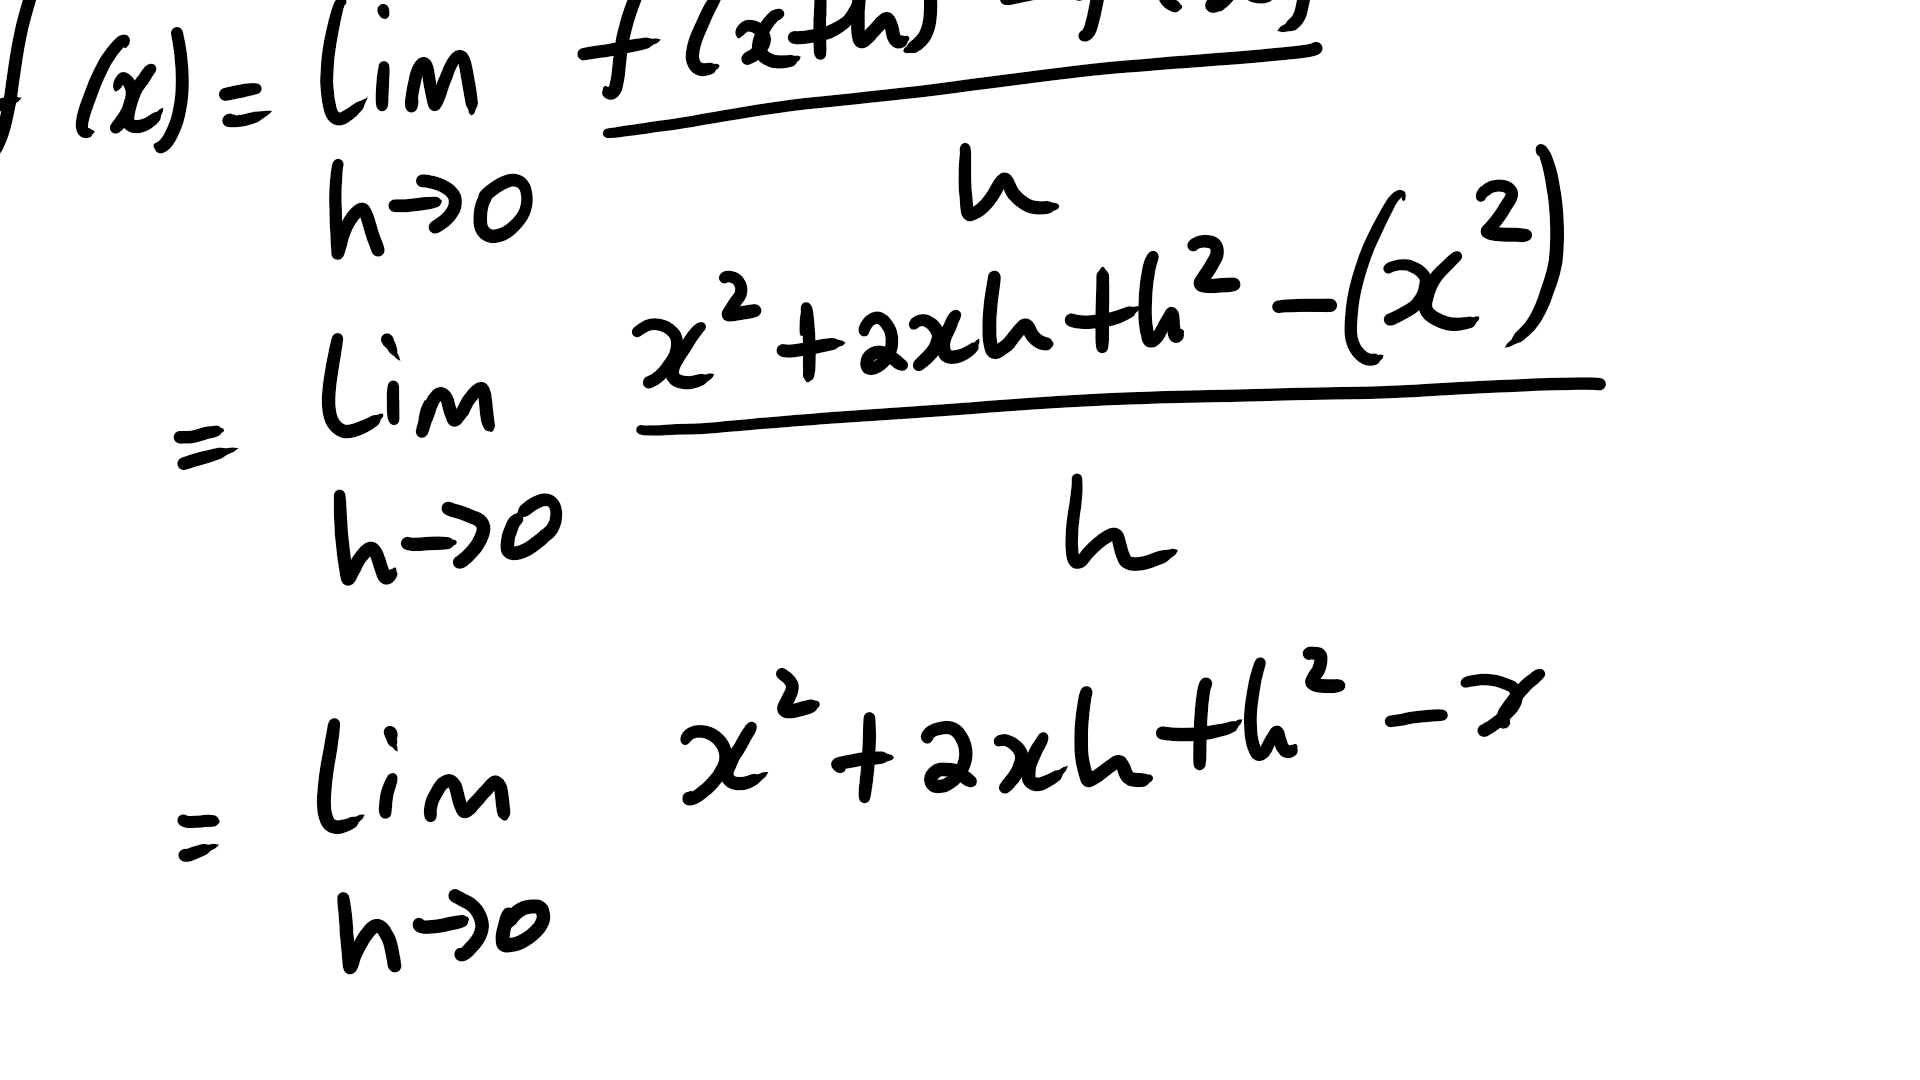 f'(x) = lim f(x+h) - f(x)
h→0 h
= lim x² + 2xh + h² - (x²)
h→0 h
= lim x² + 2xh + h² - x
h→0